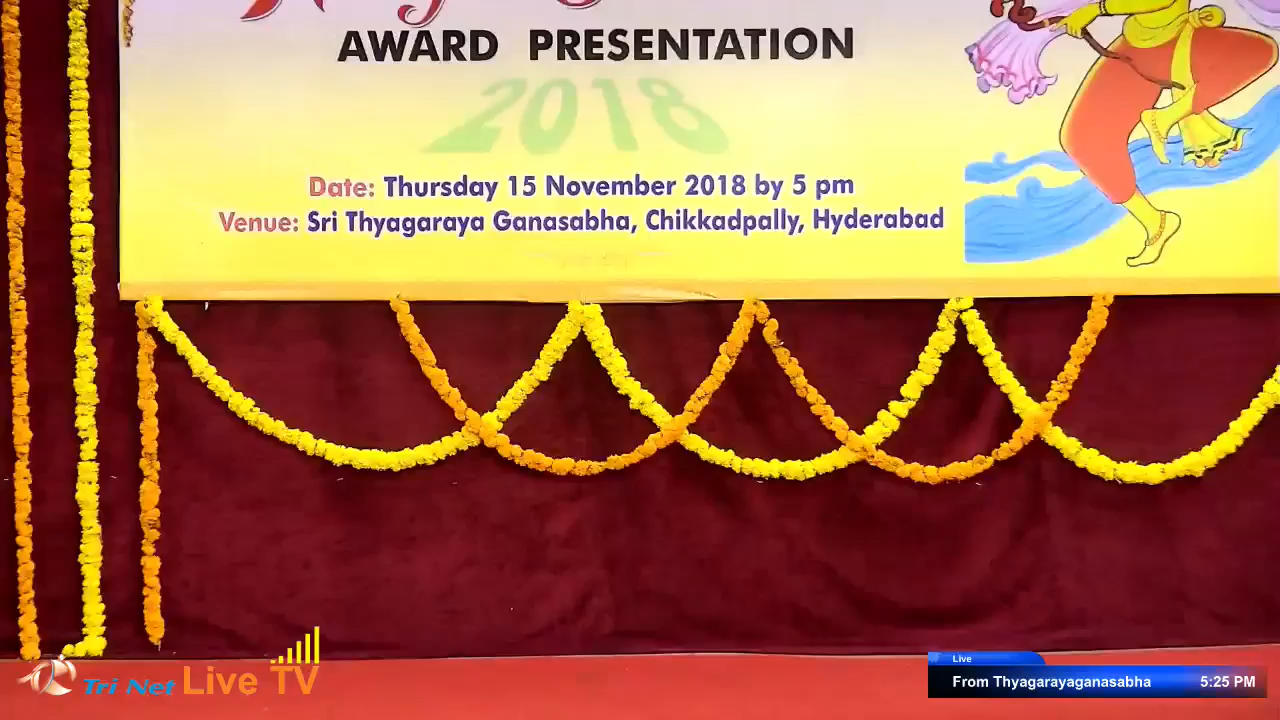 AWARD PRESENTATION
2018
Date: Thursday 15 November 2018 by 5 pm
Venue: Sri Thyagaraya Ganasabha, Chikkadpally, Hyderabad
Live
From Thyagarayaganasabha 5:25 PM
Tri Net Live TV